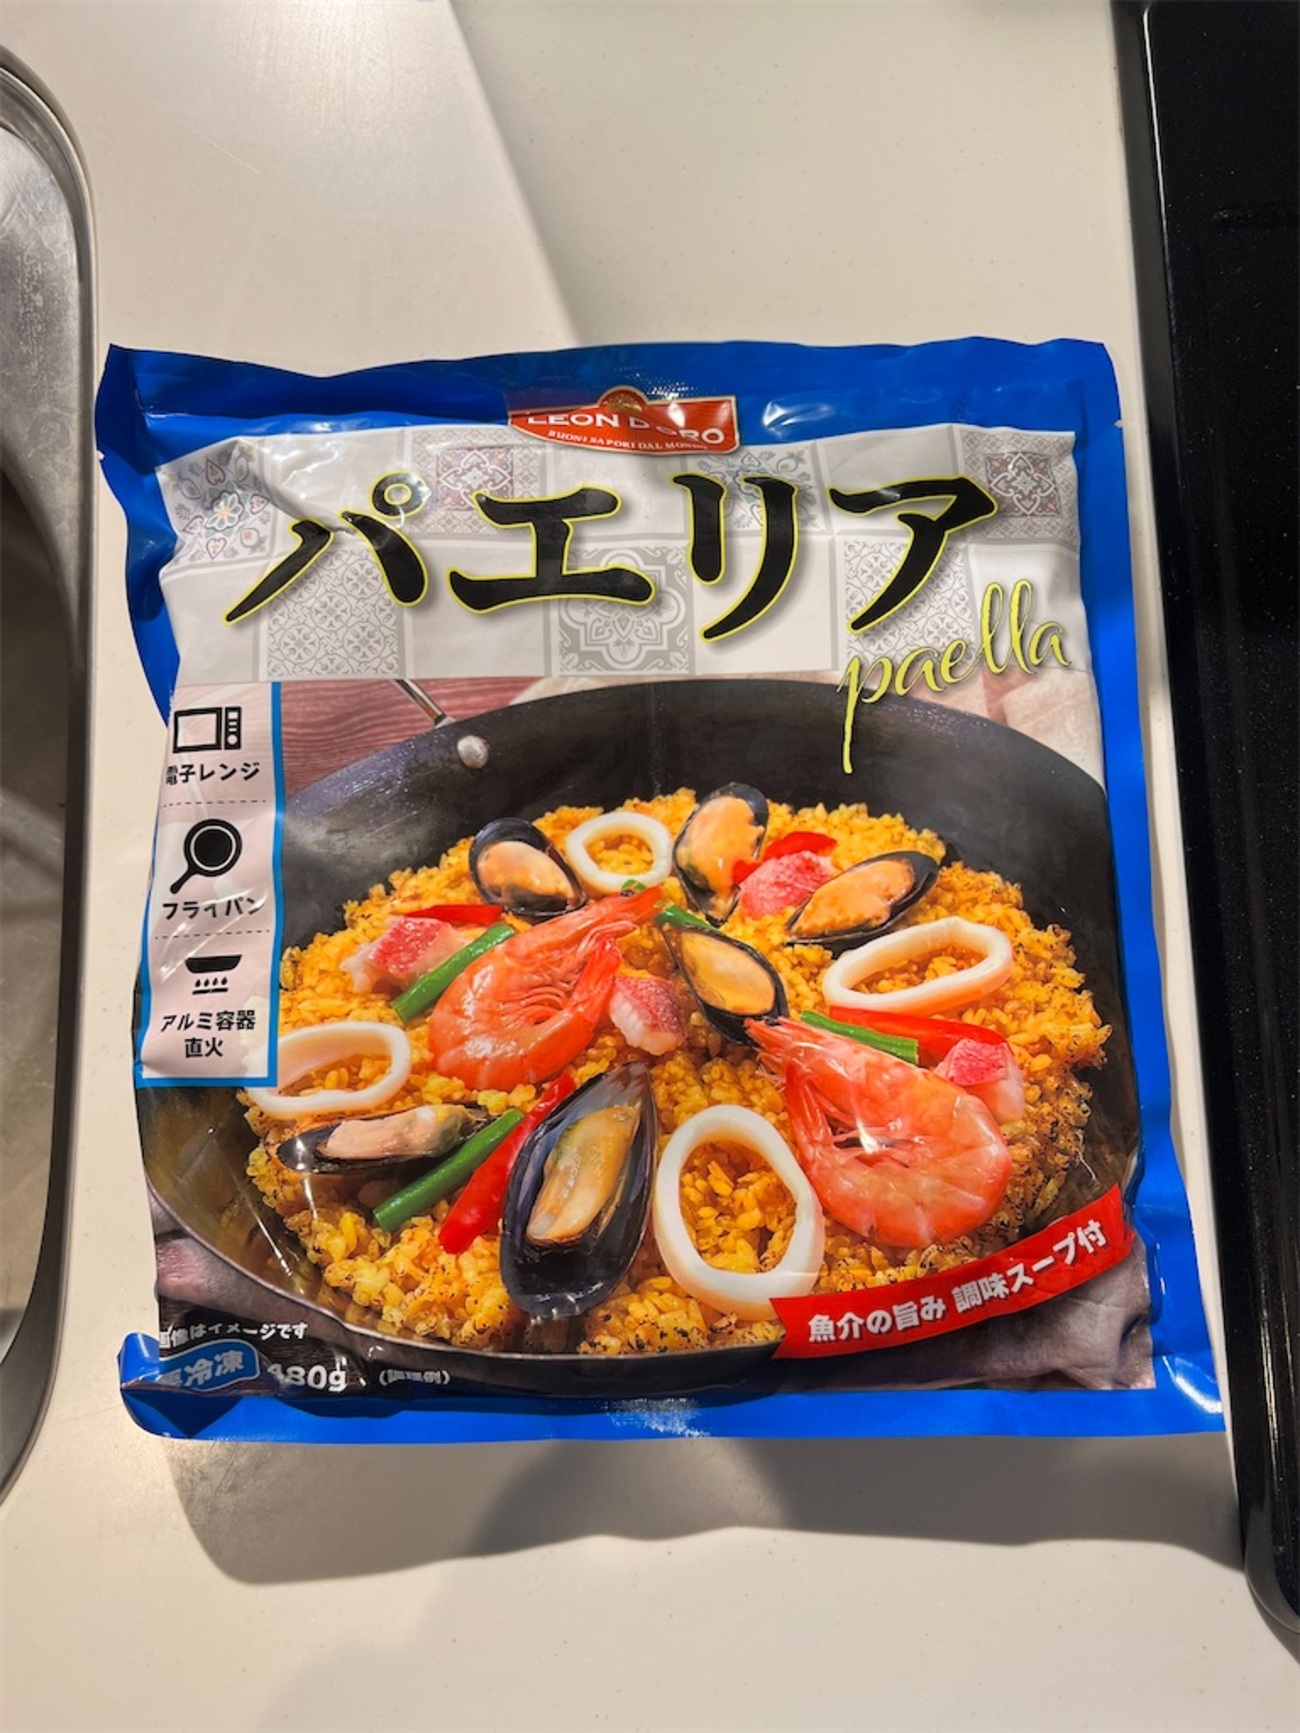 LEON D'ORO
BUONI SAPORI DAL MONDO
パエリア
paella
電子レンジ
フライパン
アルミ容器
直火
魚介の旨み 調味スープ付
画像はイメージです
要冷凍 480g (調理例)